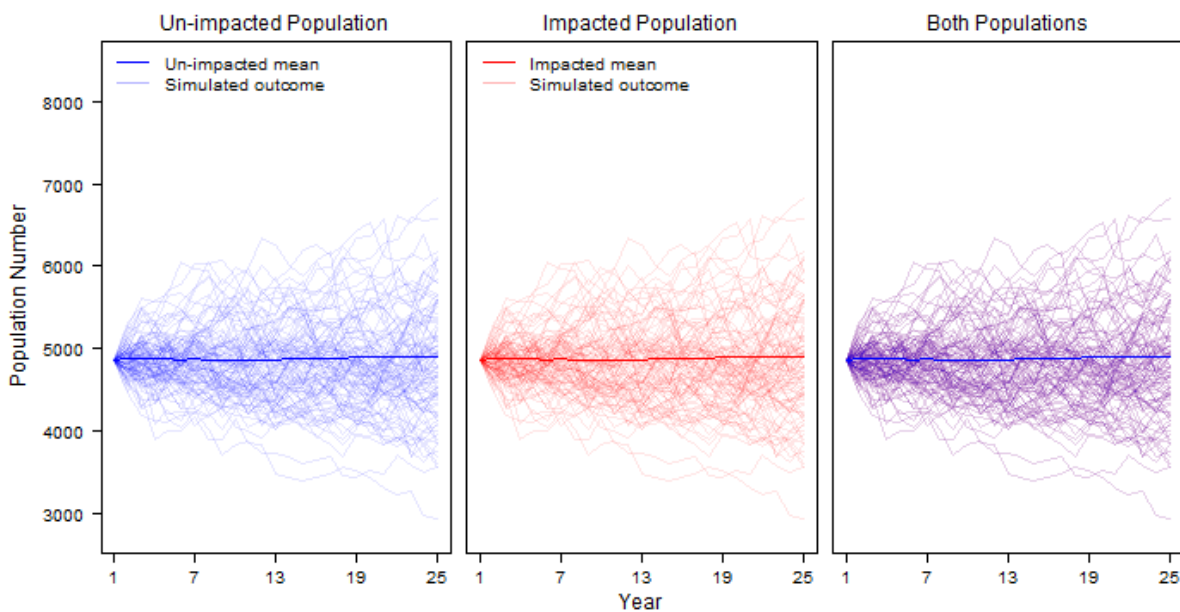 Un-impacted Population
Impacted Population
Both Populations
Un-impacted mean
Simulated outcome
Impacted mean
Simulated outcome
Population Number
8000
7000
6000
5000
4000
3000
1 7 13 19 25
1 7 13 19 25
1 7 13 19 25
Year